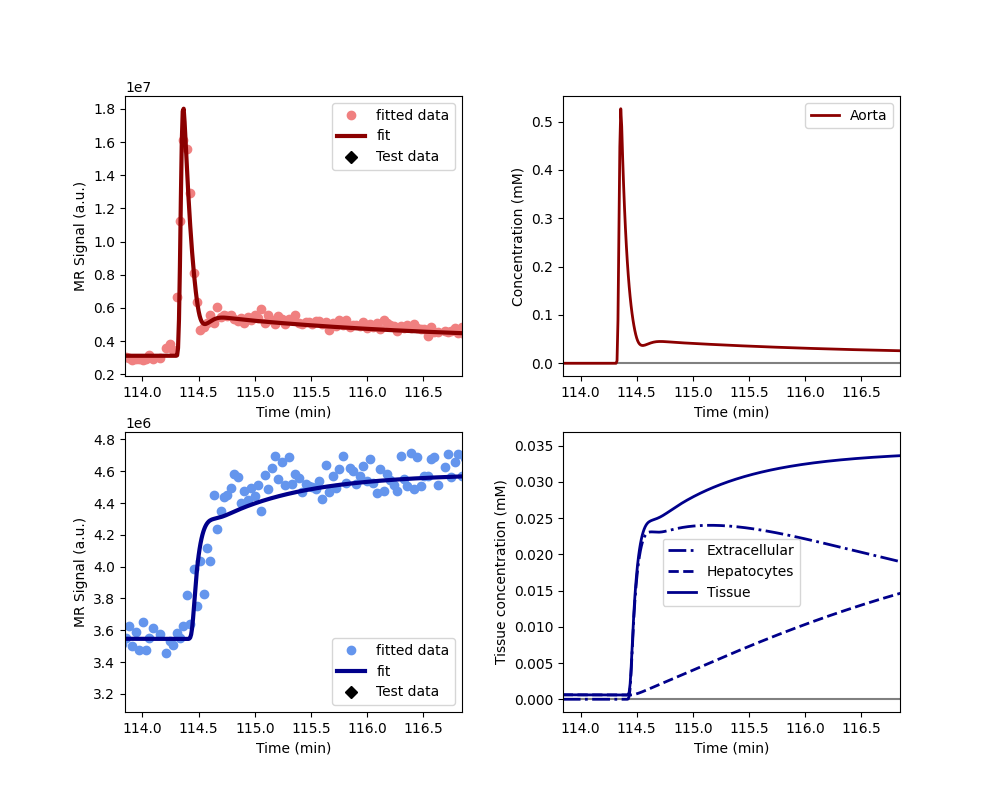 1e7
1.8
1.6
1.4
1.2
1.0
0.8
0.6
0.4
0.2
MR Signal (a.u.)
fitted data
fit
Test data
114.0 114.5 115.0 115.5 116.0 116.5
Time (min)
0.5
0.4
0.3
0.2
0.1
0.0
Concentration (mM)
Aorta
114.0 114.5 115.0 115.5 116.0 116.5
Time (min)
1e6
4.8
4.6
4.4
4.2
4.0
3.8
3.6
3.4
3.2
MR Signal (a.u.)
fitted data
fit
Test data
114.0 114.5 115.0 115.5 116.0 116.5
Time (min)
0.035
0.030
0.025
0.020
0.015
0.010
0.005
0.000
Tissue concentration (mM)
Extracellular
Hepatocytes
Tissue
114.0 114.5 115.0 115.5 116.0 116.5
Time (min)